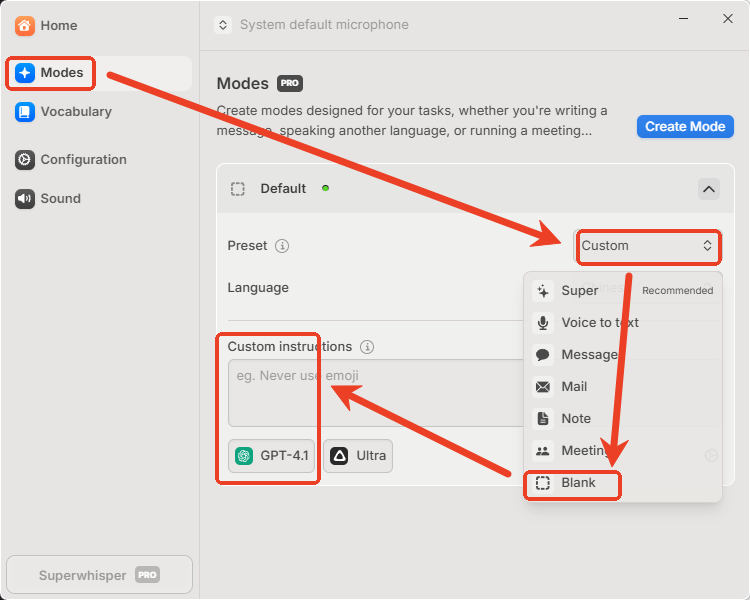 Home
System default microphone
Modes
Vocabulary
Configuration
Sound
Modes PRO
Create modes designed for your tasks, whether you're writing a
message, speaking another language, or running a meeting...
Create Mode
Default
Preset
Custom
Language
Super Recommended
Voice to text
Message
Mail
Note
Meeting
Blank
Custom instructions
eg. Never use emoji
GPT-4.1
Ultra
Superwhisper PRO